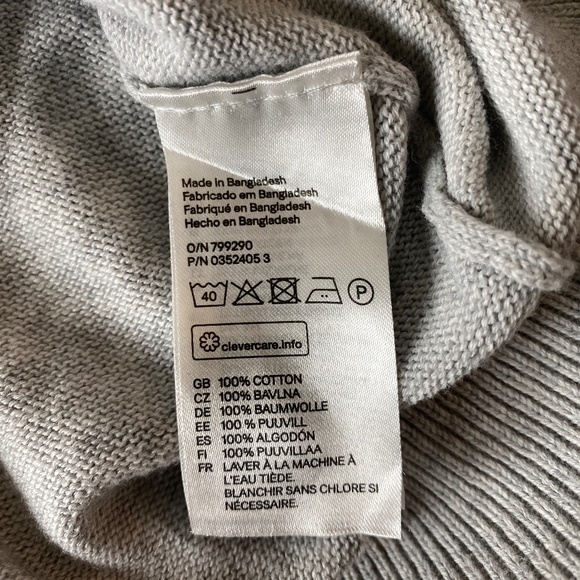 Made in Bangladesh
Fabricado em Bangladesh
Fabriqué en Bangladesh
Hecho en Bangladesh
O/N 799290
P/N 0352405 3
40 P
clevercare.info
GB 100% COTTON
CZ 100% BAVLNA
DE 100% BAUMWOLLE
EE 100 % PUUVILL
ES 100% ALGODÓN
FI 100% PUUVILLAA
FR LAVER À LA MACHINE À
L'EAU TIÈDE.
BLANCHIR SANS CHLORE SI
NÉCESSAIRE.